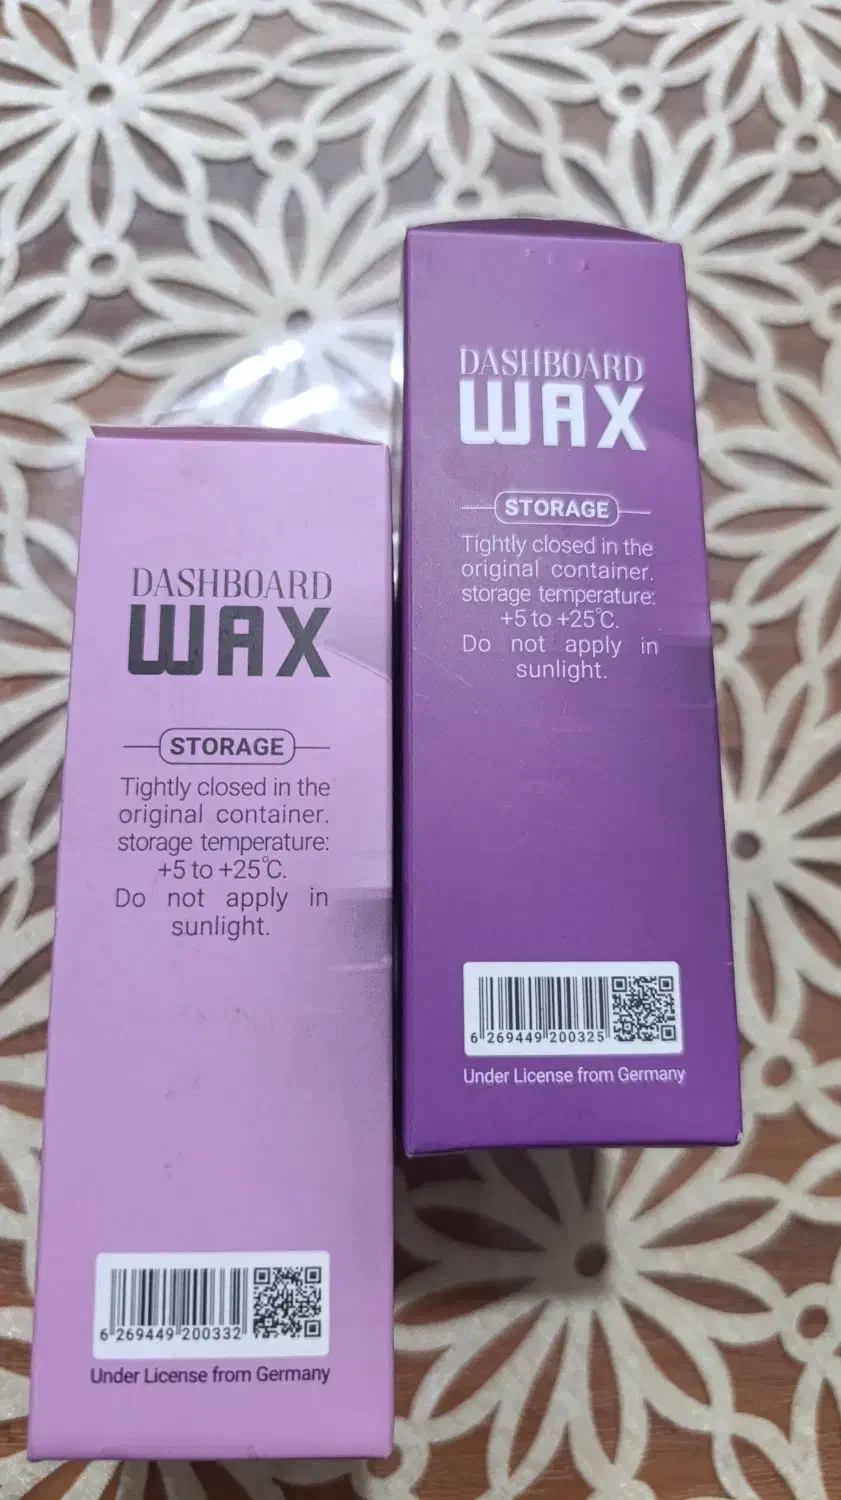 DASHBOARD
WAX
STORAGE
Tightly closed in the
original container.
storage temperature:
+5 to +25°C.
Do not apply in
sunlight.
6 269449 200332
Under License from Germany
DASHBOARD
WAX
STORAGE
Tightly closed in the
original container.
storage temperature:
+5 to +25°C.
Do not apply in
sunlight.
6 269449 200325
Under License from Germany